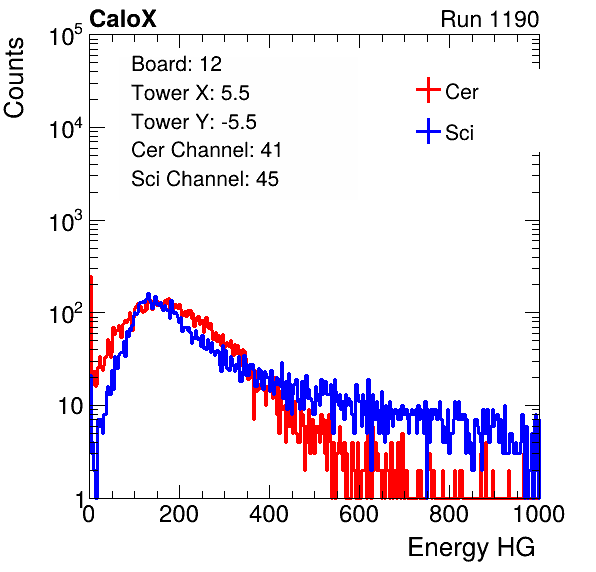 CaloX Run 1190
Counts
10^5
10^4
10^3
10^2
10
1
Board: 12
Tower X: 5.5
Tower Y: -5.5
Cer Channel: 41
Sci Channel: 45
Cer
Sci
0 200 400 600 800 1000
Energy HG